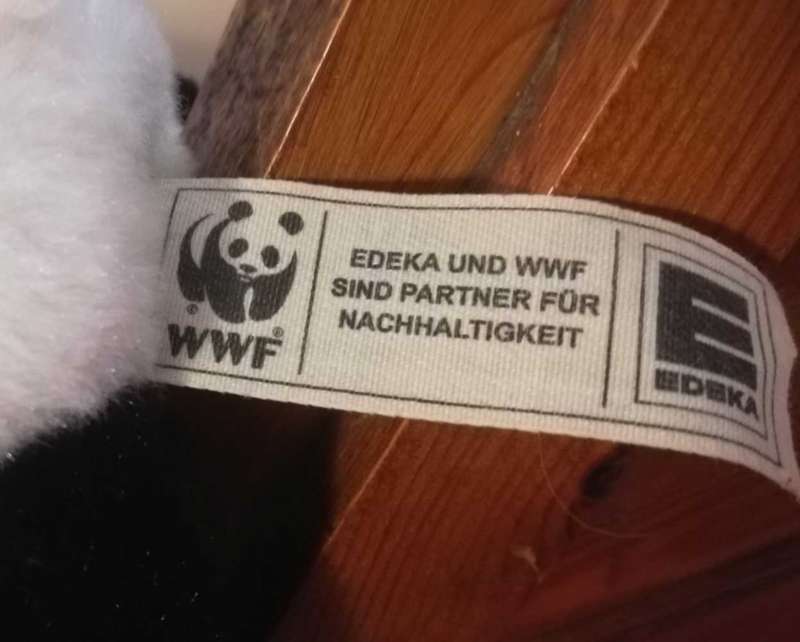 WWF
EDEKA UND WWF
SIND PARTNER FÜR
NACHHALTIGKEIT
EDEKA